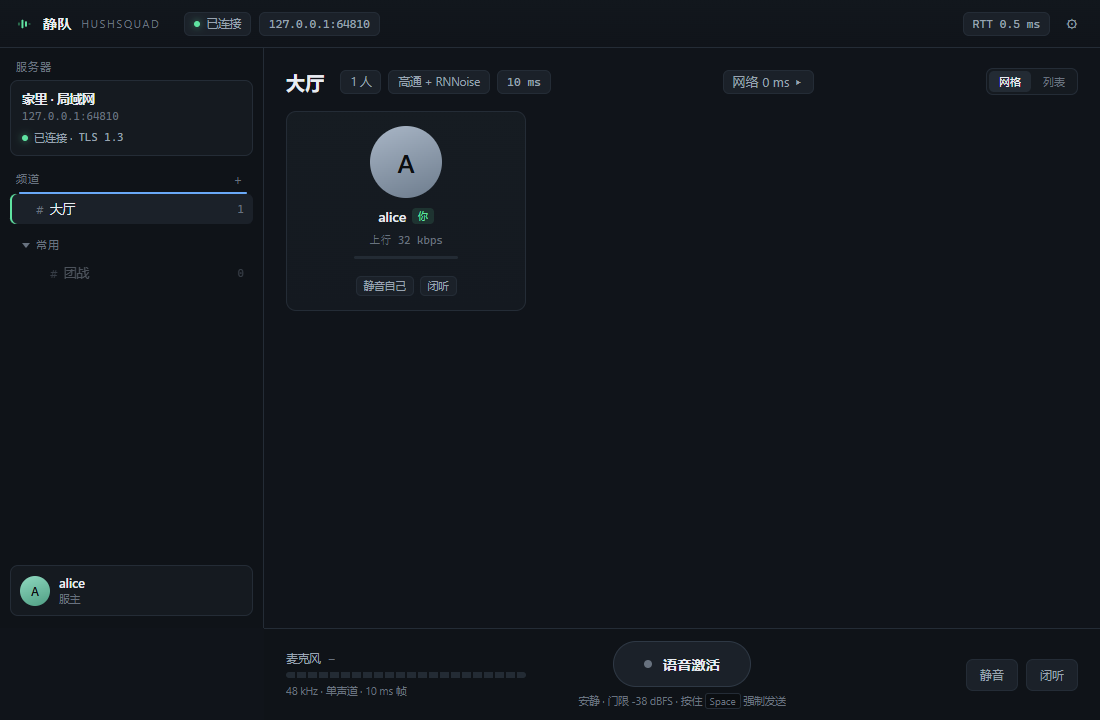 静队 HUSHSQUAD 已连接 127.0.0.1:64810 RTT 0.5 ms
服务器
家里 · 局域网
127.0.0.1:64810
已连接 · TLS 1.3
频道 +
# 大厅 1
常用
# 团战 0
alice
服主
大厅 1 人 高通 + RNNoise 10 ms 网络 0 ms 网格 列表
A
alice 你
上行 32 kbps
静音自己 闭听
A
麦克风 –
48 kHz · 单声道 · 10 ms 帧
语音激活
安静 · 门限 -38 dBFS · 按住 Space 强制发送
静音 闭听